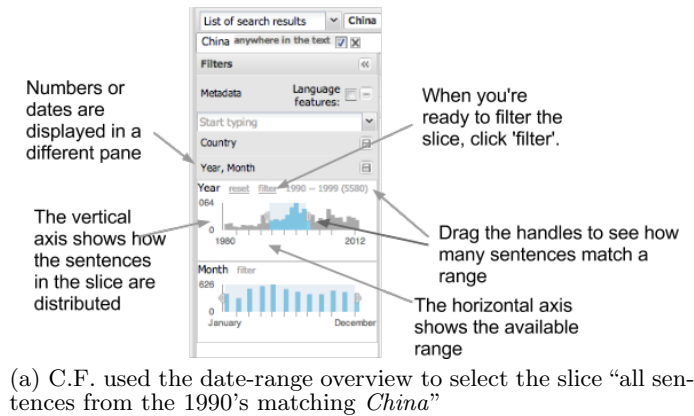 List of search results China
China anywhere in the text
Filters
Metadata Language
features:
Start typing
Country
Year, Month
Year reset filter 1990 – 1999 (5580)
064
0
1980 2012
Month filter
626
0
January December
Numbers or
dates are
displayed in a
different pane
The vertical
axis shows how
the sentences
in the slice are
distributed
When you're
ready to filter the
slice, click 'filter'.
Drag the handles to see how
many sentences match a
range
The horizontal axis
shows the available
range
(a) C.F. used the date-range overview to select the slice “all sen-
tences from the 1990’s matching China”